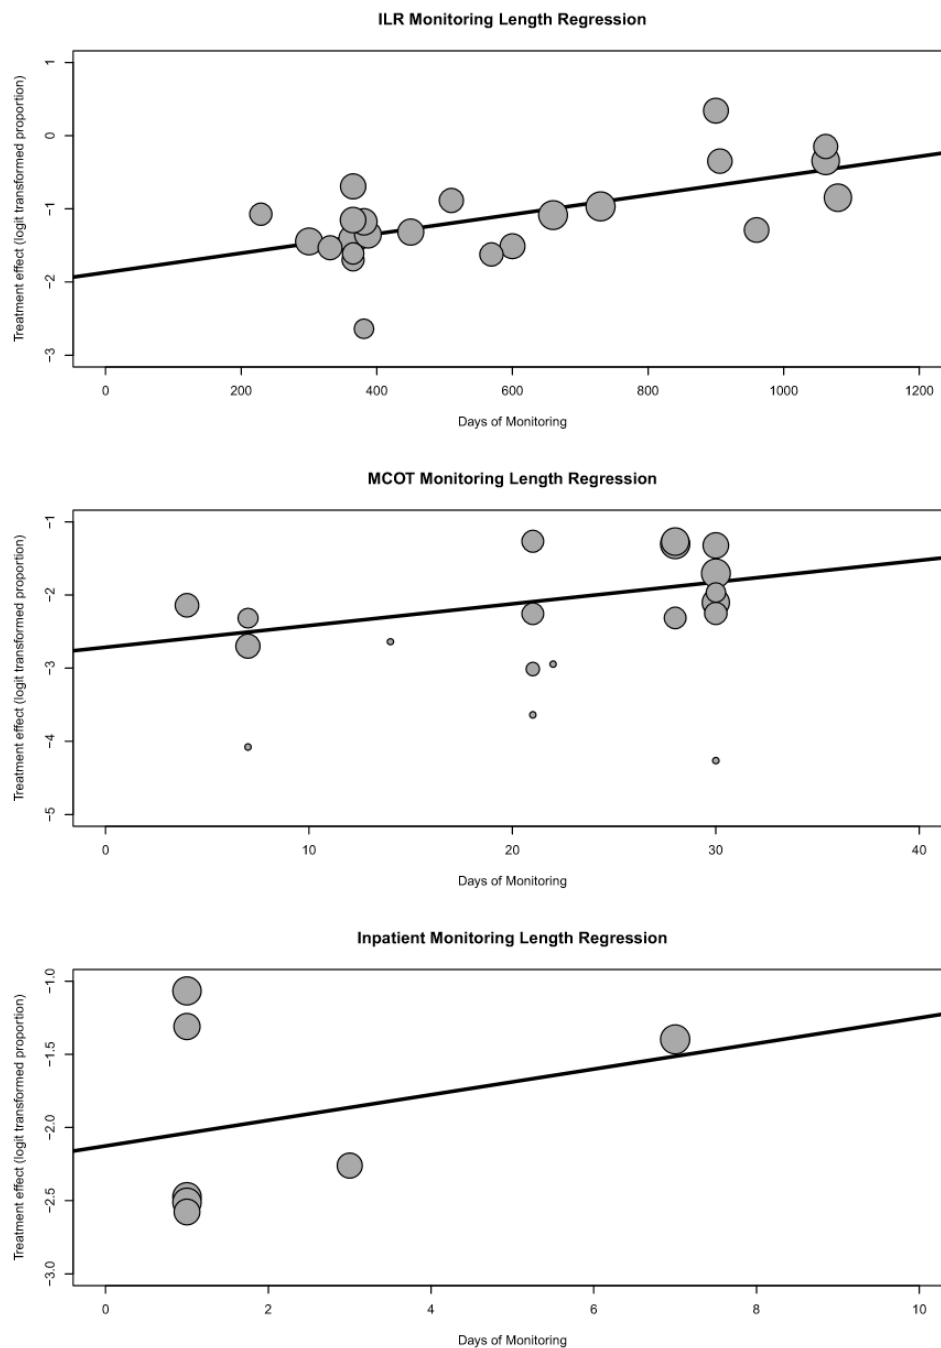 ILR Monitoring Length Regression
Treatment effect (logit transformed proportion)
1
0
−1
−2
−3
0 200 400 600 800 1000 1200
Days of Monitoring
MCOT Monitoring Length Regression
Treatment effect (logit transformed proportion)
−1
−2
−3
−4
−5
0 10 20 30 40
Days of Monitoring
Inpatient Monitoring Length Regression
Treatment effect (logit transformed proportion)
−1.0
−1.5
−2.0
−2.5
−3.0
0 2 4 6 8 10
Days of Monitoring